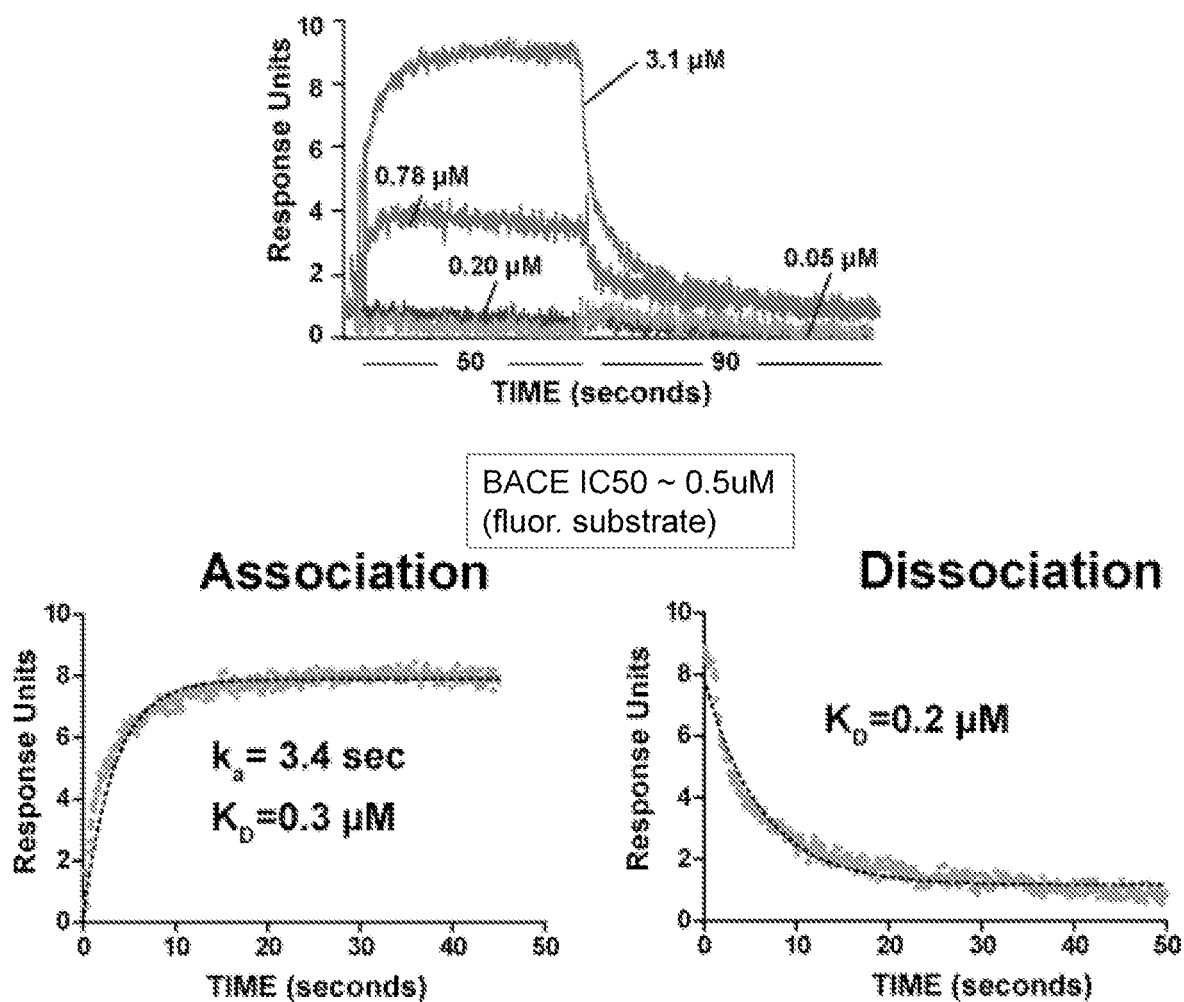 10
8
6
4
2
0
Response Units
3.1 µM
0.78 µM
0.20 µM
0.05 µM
50
90
TIME (seconds)
BACE IC50 ~ 0.5uM
(fluor. substrate)
Association
10
8
6
4
2
0
Response Units
ka= 3.4 sec
KD=0.3 µM
0 10 20 30 40 50
TIME (seconds)
Dissociation
10
8
6
4
2
0
Response Units
KD=0.2 µM
0 10 20 30 40 50
TIME (seconds)